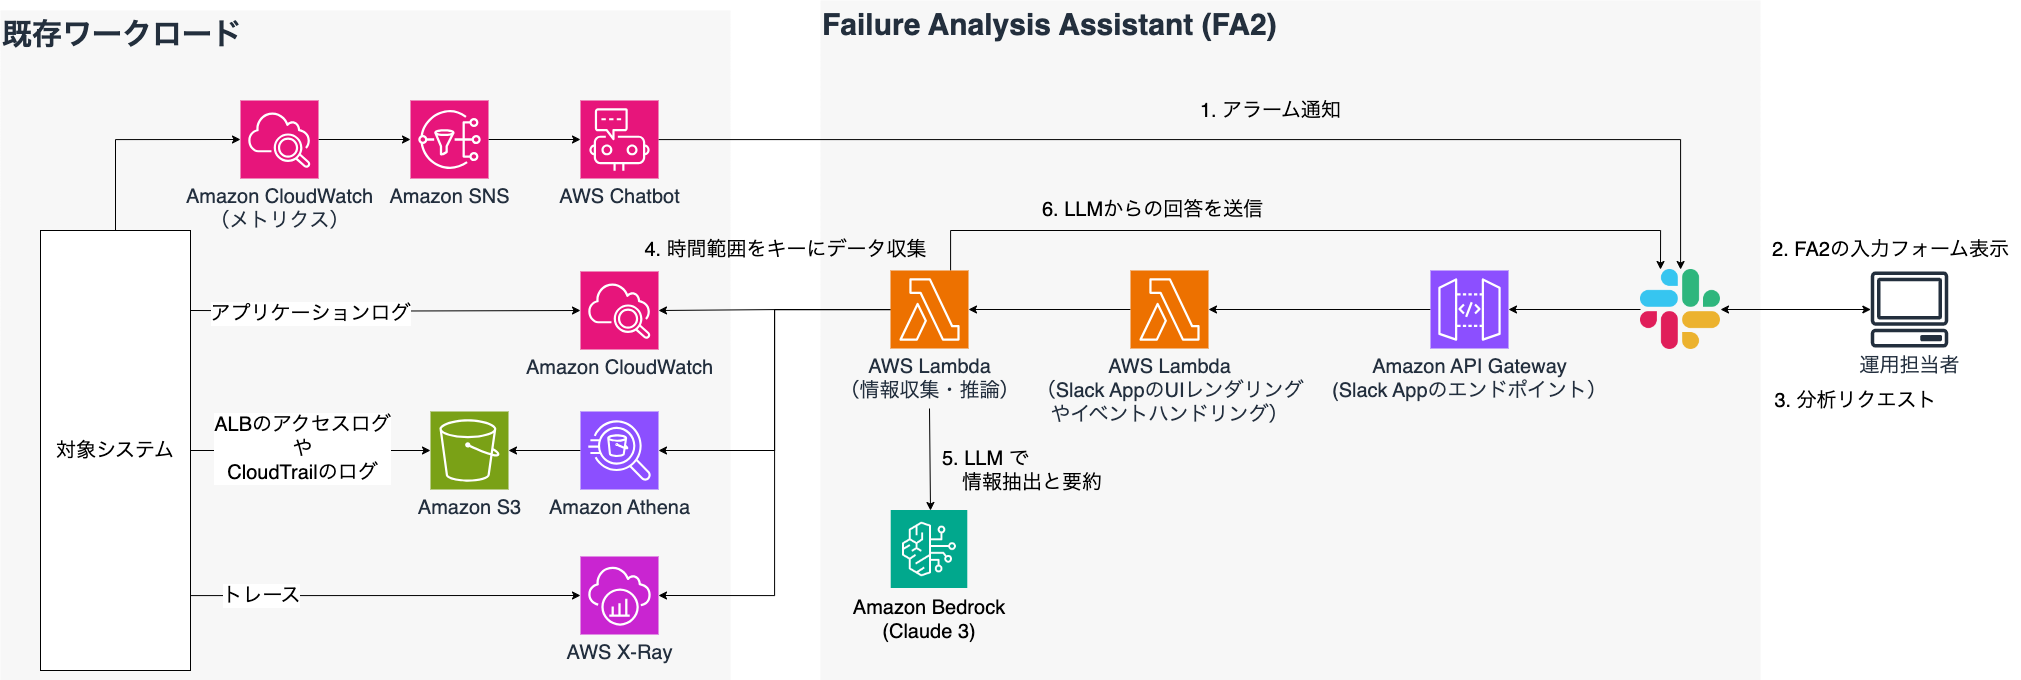 既存ワークロード
Failure Analysis Assistant (FA2)
1. アラーム通知
Amazon CloudWatch
（メトリクス）
Amazon SNS
AWS Chatbot
6. LLMからの回答を送信
4. 時間範囲をキーにデータ収集
2. FA2の入力フォーム表示
アプリケーションログ
Amazon CloudWatch
AWS Lambda
（情報収集・推論）
AWS Lambda
（Slack AppのUIレンダリング
やイベントハンドリング）
Amazon API Gateway
(Slack Appのエンドポイント）
運用担当者
3. 分析リクエスト
対象システム
ALBのアクセスログ
や
CloudTrailのログ
Amazon S3
Amazon Athena
5. LLM で
情報抽出と要約
トレース
AWS X-Ray
Amazon Bedrock
(Claude 3)